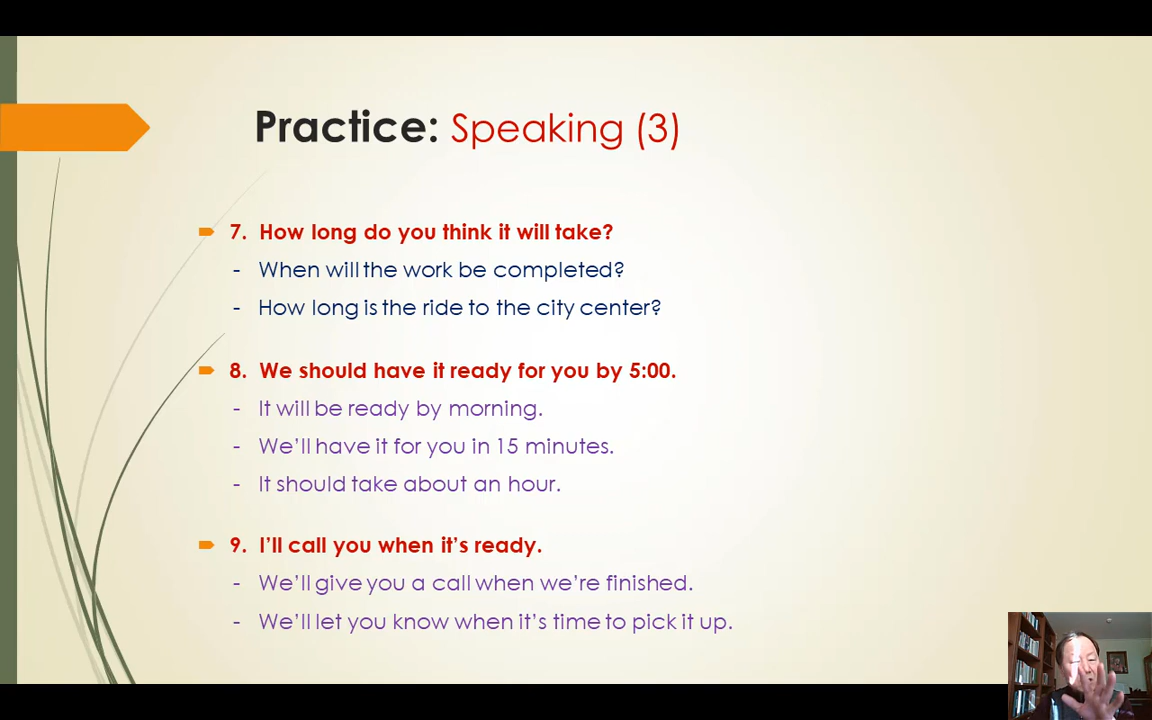 Practice: Speaking (3)
7. How long do you think it will take?
- When will the work be completed?
- How long is the ride to the city center?
8. We should have it ready for you by 5:00.
- It will be ready by morning.
- We'll have it for you in 15 minutes.
- It should take about an hour.
9. I'll call you when it's ready.
- We'll give you a call when we're finished.
- We'll let you know when it's time to pick it up.